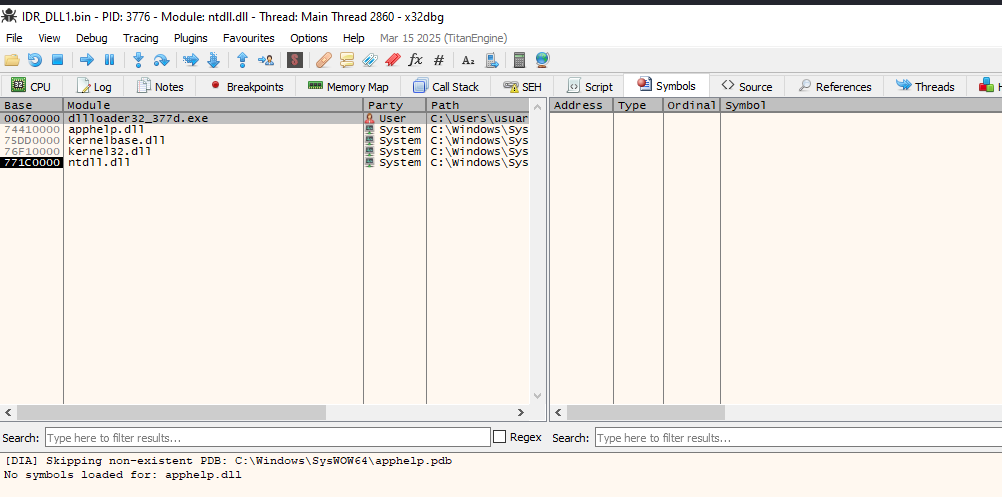 IDR_DLL1.bin - PID: 3776 - Module: ntdll.dll - Thread: Main Thread 2860 - x32dbg
File View Debug Tracing Plugins Favourites Options Help Mar 15 2025 (TitanEngine)
CPU Log Notes Breakpoints Memory Map Call Stack SEH Script Symbols Source References Threads H
Base Module Party Path Address Type Ordinal Symbol
00670000 dllloader32_377d.exe User C:\Users\usuar
74410000 apphelp.dll System C:\Windows\Sys
75DD0000 kernelbase.dll System C:\Windows\Sys
76F10000 kernel32.dll System C:\Windows\Sys
771C0000 ntdll.dll System C:\Windows\Sys
Search: Type here to filter results... Regex Search: Type here to filter results...
[DIA] Skipping non-existent PDB: C:\Windows\SysWOW64\apphelp.pdb
No symbols loaded for: apphelp.dll